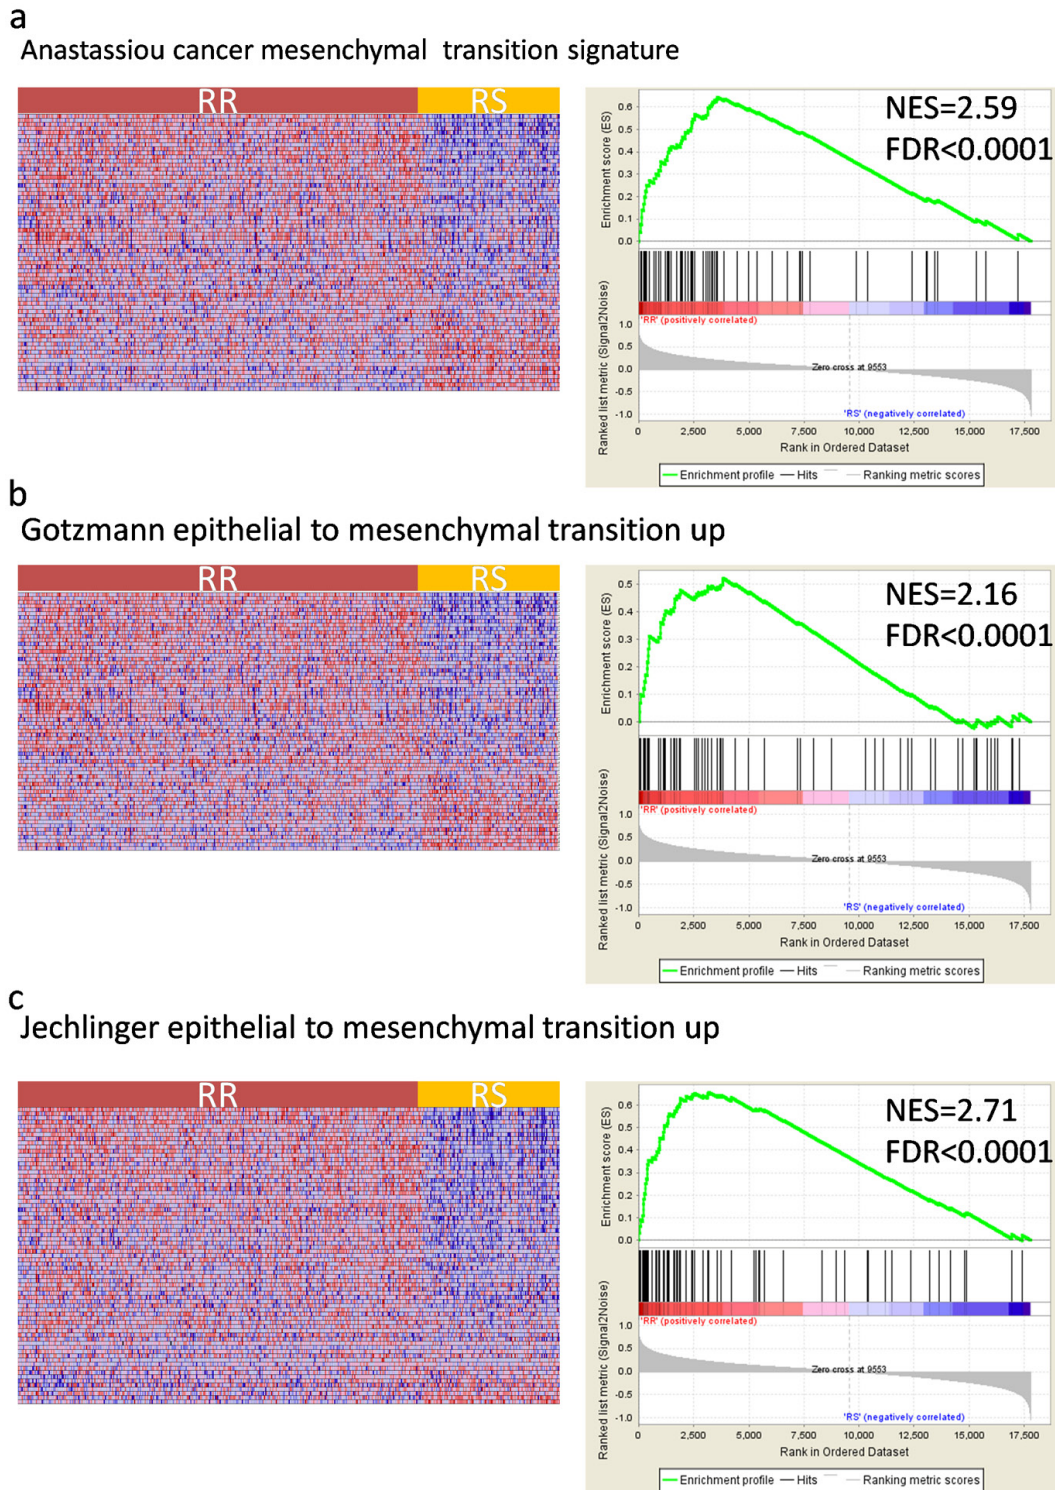 a
Anastassiou cancer mesenchymal transition signature
RR RS
NES=2.59
FDR<0.0001
Enrichment score (ES)
0.6
0.5
0.4
0.3
0.2
0.1
0.0
Ranked list metric (Signal2Noise)
'RR' (positively correlated)
1.0
0.5
0.0
-0.5
-1.0
Zero cross at 9553
'RS' (negatively correlated)
0 2,500 5,000 7,500 10,000 12,500 15,000 17,500
Rank in Ordered Dataset
Enrichment profile Hits Ranking metric scores
b
Gotzmann epithelial to mesenchymal transition up
RR RS
NES=2.16
FDR<0.0001
Enrichment score (ES)
0.5
0.4
0.3
0.2
0.1
0.0
Ranked list metric (Signal2Noise)
'RR' (positively correlated)
1.0
0.5
0.0
-0.5
-1.0
Zero cross at 9553
'RS' (negatively correlated)
0 2,500 5,000 7,500 10,000 12,500 15,000 17,500
Rank in Ordered Dataset
Enrichment profile Hits Ranking metric scores
c
Jechlinger epithelial to mesenchymal transition up
RR RS
NES=2.71
FDR<0.0001
Enrichment score (ES)
0.6
0.5
0.4
0.3
0.2
0.1
0.0
Ranked list metric (Signal2Noise)
'RR' (positively correlated)
1.0
0.5
0.0
-0.5
-1.0
Zero cross at 9553
'RS' (negatively correlated)
0 2,500 5,000 7,500 10,000 12,500 15,000 17,500
Rank in Ordered Dataset
Enrichment profile Hits Ranking metric scores